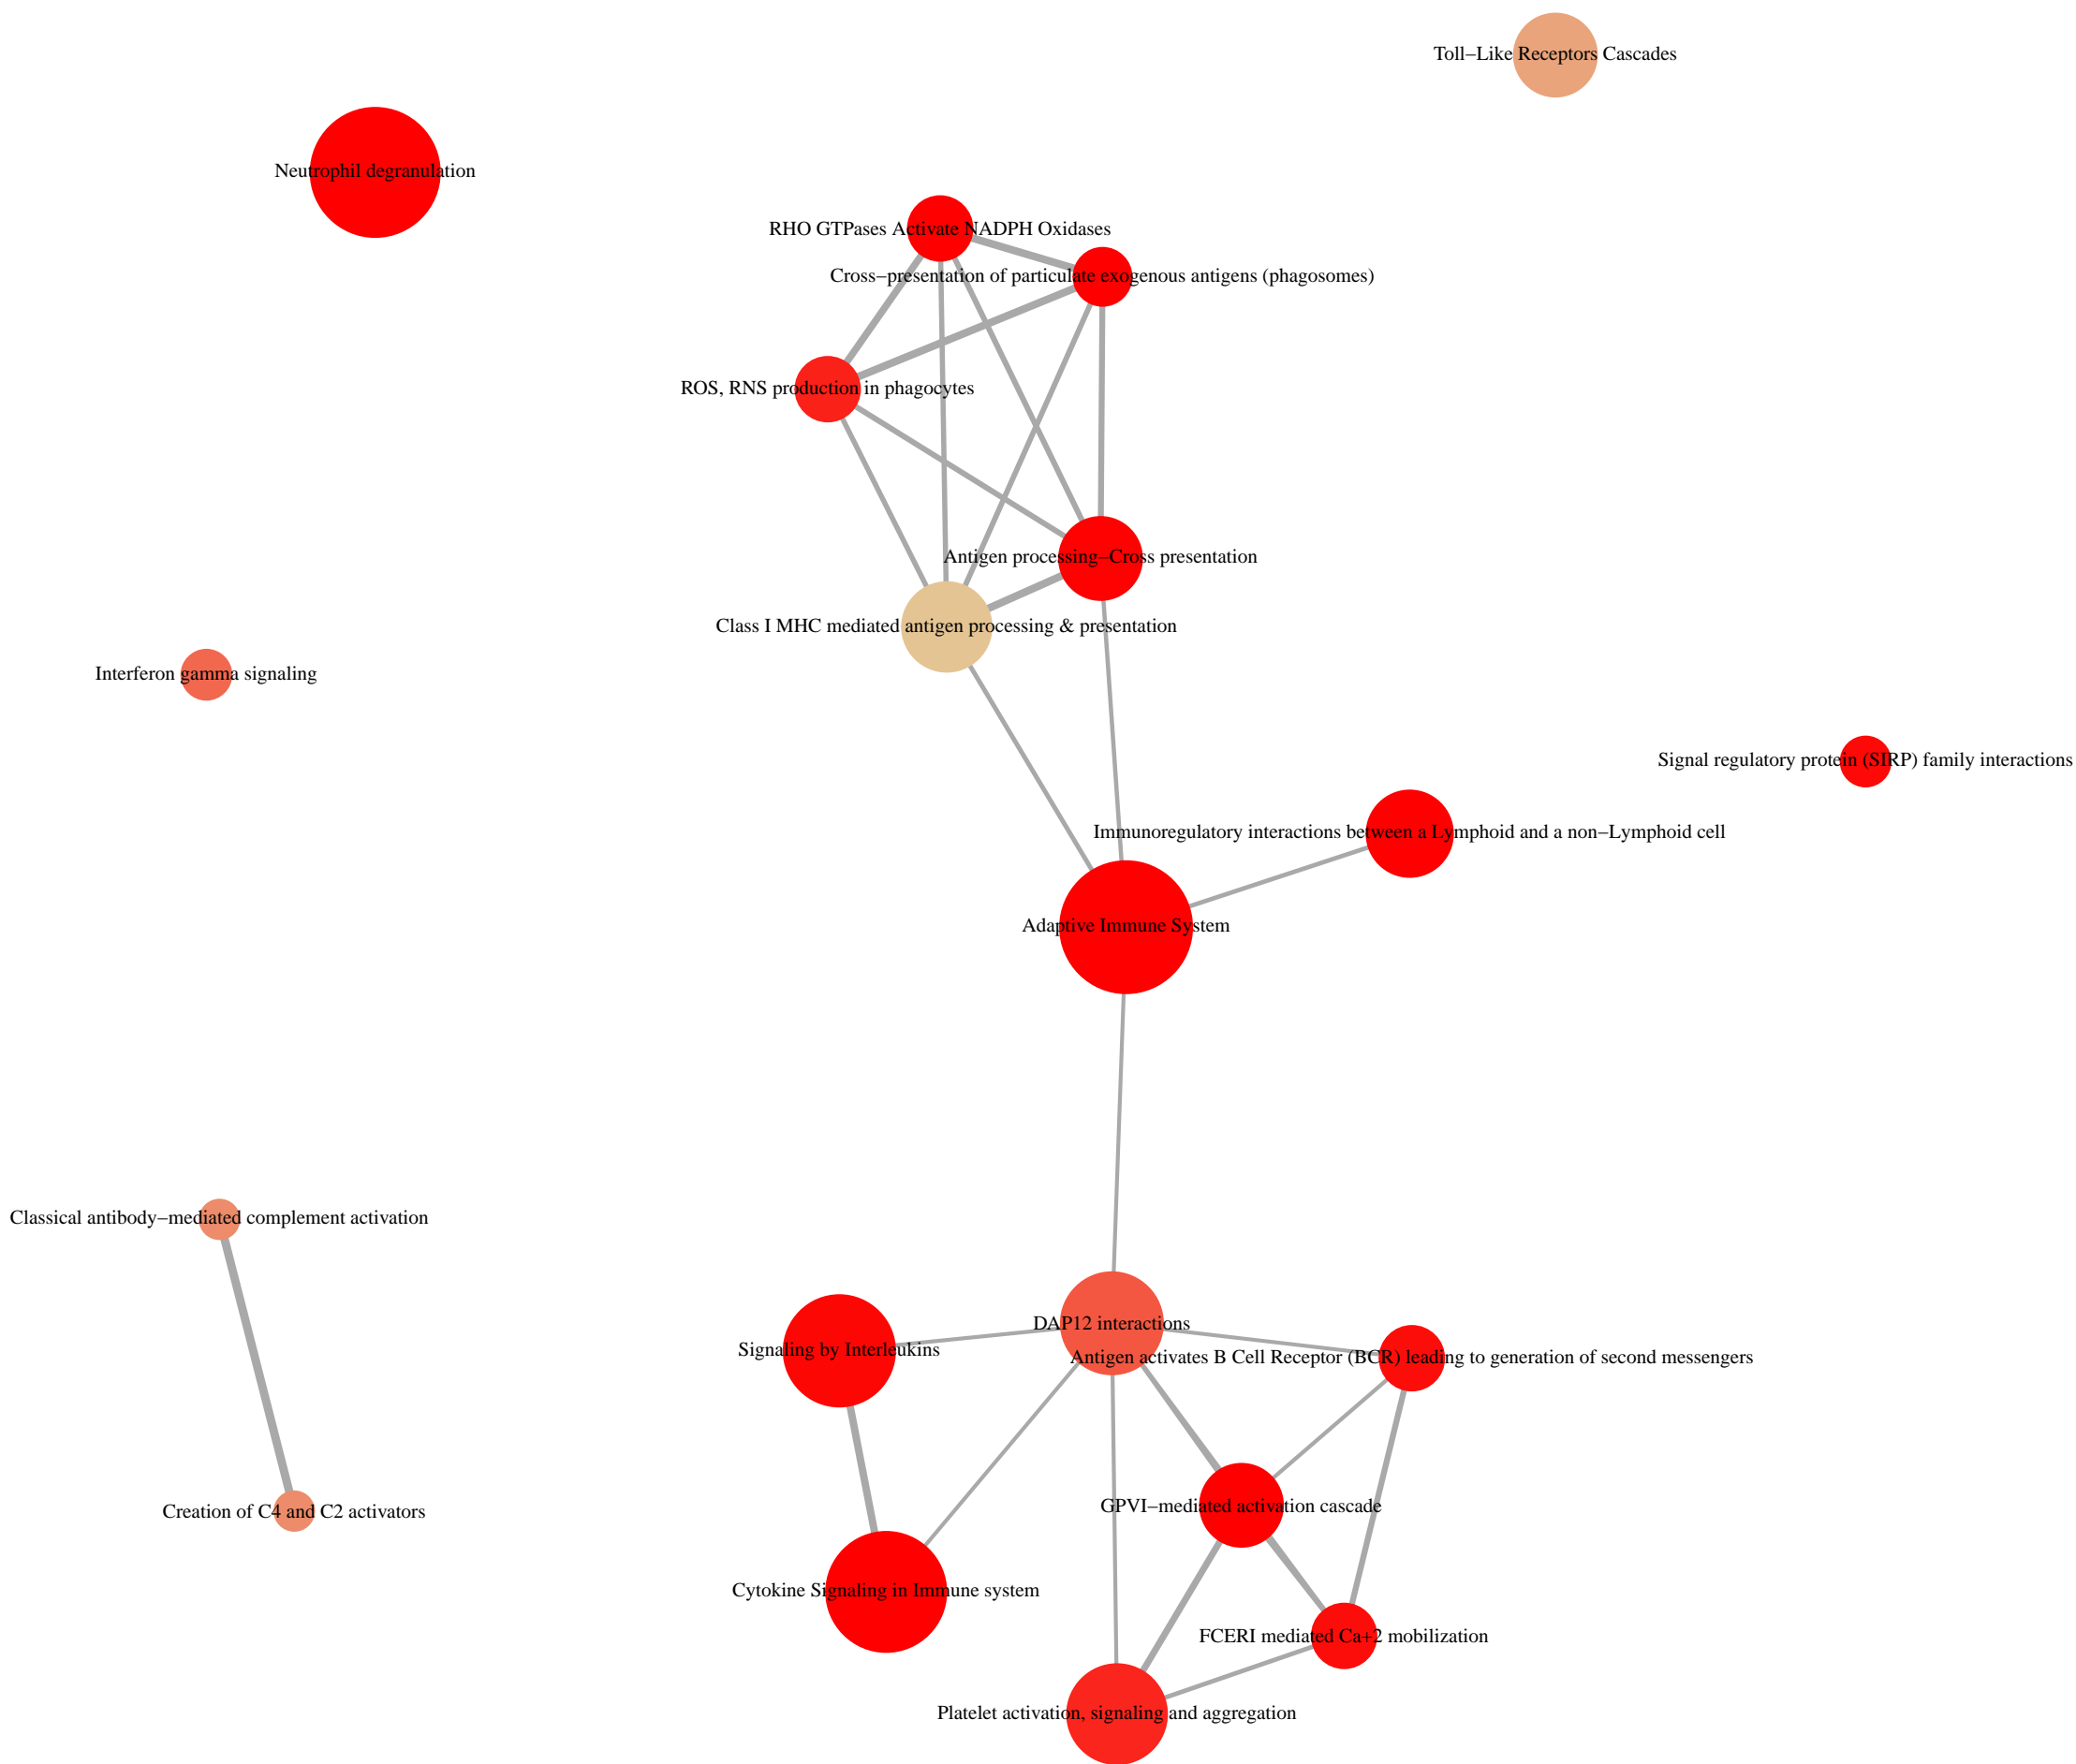 Toll−Like Receptors Cascades
Neutrophil degranulation
RHO GTPases Activate NADPH Oxidases
Cross−presentation of particulate exogenous antigens (phagosomes)
ROS, RNS production in phagocytes
Antigen processing−Cross presentation
Class I MHC mediated antigen processing & presentation
Interferon gamma signaling
Signal regulatory protein (SIRP) family interactions
Immunoregulatory interactions between a Lymphoid and a non−Lymphoid cell
Adaptive Immune System
Classical antibody−mediated complement activation
DAP12 interactions
Signaling by Interleukins
Antigen activates B Cell Receptor (BCR) leading to generation of second messengers
GPVI−mediated activation cascade
Creation of C4 and C2 activators
Cytokine Signaling in Immune system
FCERI mediated Ca+2 mobilization
Platelet activation, signaling and aggregation